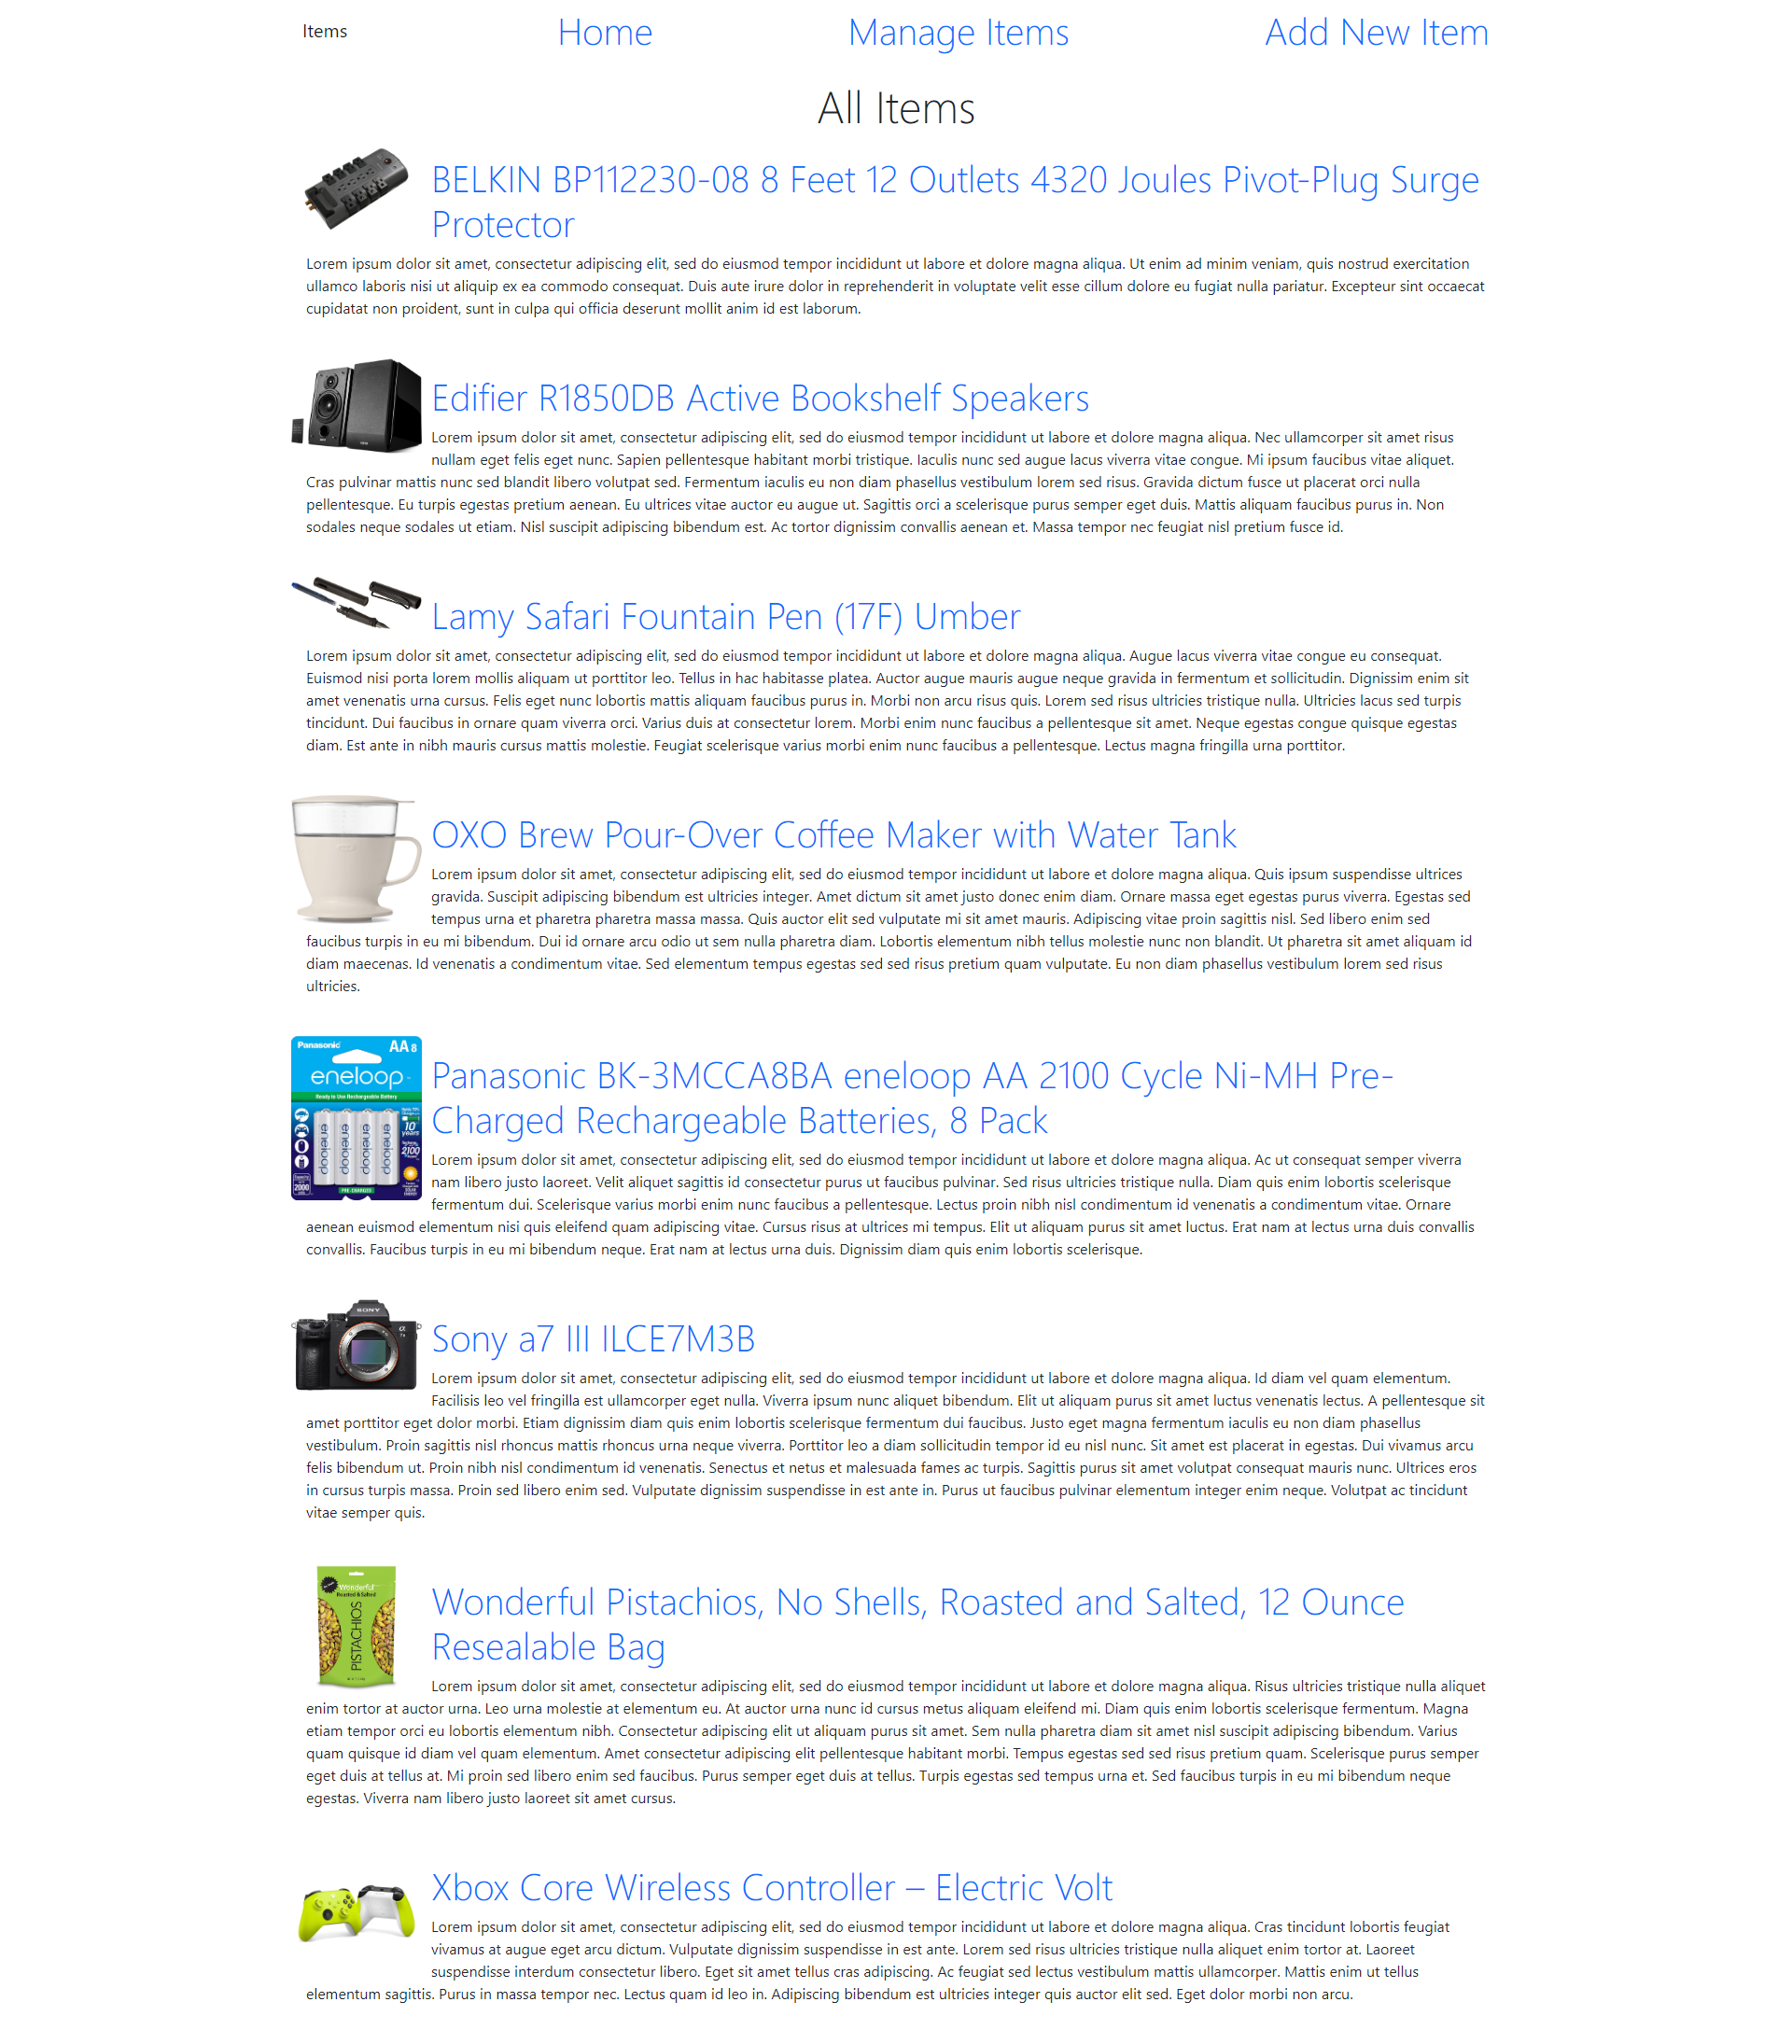 Items
Home
Manage Items
Add New Item
All Items
BELKIN BP112230-08 8 Feet 12 Outlets 4320 Joules Pivot-Plug Surge
Protector
Lorem ipsum dolor sit amet, consectetur adipiscing elit, sed do eiusmod tempor incididunt ut labore et dolore magna aliqua. Ut enim ad minim veniam, quis nostrud exercitation
ullamco laboris nisi ut aliquip ex ea commodo consequat. Duis aute irure dolor in reprehenderit in voluptate velit esse cillum dolore eu fugiat nulla pariatur. Excepteur sint occaecat
cupidatat non proident, sunt in culpa qui officia deserunt mollit anim id est laborum.
Edifier R1850DB Active Bookshelf Speakers
Lorem ipsum dolor sit amet, consectetur adipiscing elit, sed do eiusmod tempor incididunt ut labore et dolore magna aliqua. Nec ullamcorper sit amet risus
nullam eget felis eget nunc. Sapien pellentesque habitant morbi tristique. Iaculis nunc sed augue lacus viverra vitae congue. Mi ipsum faucibus vitae aliquet.
Cras pulvinar mattis nunc sed blandit libero volutpat sed. Fermentum iaculis eu non diam phasellus vestibulum lorem sed risus. Gravida dictum fusce ut placerat orci nulla
pellentesque. Eu turpis egestas pretium aenean. Eu ultrices vitae auctor eu augue ut. Sagittis orci a scelerisque purus semper eget duis. Mattis aliquam faucibus purus in. Non
sodales neque sodales ut etiam. Nisl suscipit adipiscing bibendum est. Ac tortor dignissim convallis aenean et. Massa tempor nec feugiat nisl pretium fusce id.
Lamy Safari Fountain Pen (17F) Umber
Lorem ipsum dolor sit amet, consectetur adipiscing elit, sed do eiusmod tempor incididunt ut labore et dolore magna aliqua. Augue lacus viverra vitae congue eu consequat.
Euismod nisi porta lorem mollis aliquam ut porttitor leo. Tellus in hac habitasse platea. Auctor augue mauris augue neque gravida in fermentum et sollicitudin. Dignissim enim sit
amet venenatis urna cursus. Felis eget nunc lobortis mattis aliquam faucibus purus in. Morbi non arcu risus quis. Lorem sed risus ultricies tristique nulla. Ultricies lacus sed turpis
tincidunt. Dui faucibus in ornare quam viverra orci. Varius duis at consectetur lorem. Morbi enim nunc faucibus a pellentesque sit amet. Neque egestas congue quisque egestas
diam. Est ante in nibh mauris cursus mattis molestie. Feugiat scelerisque varius morbi enim nunc faucibus a pellentesque. Lectus magna fringilla urna porttitor.
OXO Brew Pour-Over Coffee Maker with Water Tank
Lorem ipsum dolor sit amet, consectetur adipiscing elit, sed do eiusmod tempor incididunt ut labore et dolore magna aliqua. Quis ipsum suspendisse ultrices
gravida. Suscipit adipiscing bibendum est ultricies integer. Amet dictum sit amet justo donec enim diam. Ornare massa eget egestas purus viverra. Egestas sed
tempus urna et pharetra pharetra massa massa. Quis auctor elit sed vulputate mi sit amet mauris. Adipiscing vitae proin sagittis nisl. Sed libero enim sed
faucibus turpis in eu mi bibendum. Dui id ornare arcu odio ut sem nulla pharetra diam. Lobortis elementum nibh tellus molestie nunc non blandit. Ut pharetra sit amet aliquam id
diam maecenas. Id venenatis a condimentum vitae. Sed elementum tempus egestas sed sed risus pretium quam vulputate. Eu non diam phasellus vestibulum lorem sed risus
ultricies.
Panasonic
AA 8
eneloop
Ready to Use Rechargeable Battery
10
years
2100
eneloop
eneloop
eneloop
eneloop
2000
PRE-CHARGED
Panasonic BK-3MCCA8BA eneloop AA 2100 Cycle Ni-MH Pre-
Charged Rechargeable Batteries, 8 Pack
Lorem ipsum dolor sit amet, consectetur adipiscing elit, sed do eiusmod tempor incididunt ut labore et dolore magna aliqua. Ac ut consequat semper viverra
nam libero justo laoreet. Velit aliquet sagittis id consectetur purus ut faucibus pulvinar. Sed risus ultricies tristique nulla. Diam quis enim lobortis scelerisque
fermentum dui. Scelerisque varius morbi enim nunc faucibus a pellentesque. Lectus proin nibh nisl condimentum id venenatis a condimentum vitae. Ornare
aenean euismod elementum nisi quis eleifend quam adipiscing vitae. Cursus risus at ultrices mi tempus. Elit ut aliquam purus sit amet luctus. Erat nam at lectus urna duis convallis
convallis. Faucibus turpis in eu mi bibendum neque. Erat nam at lectus urna duis. Dignissim diam quis enim lobortis scelerisque.
SONY
Sony a7 III ILCE7M3B
Lorem ipsum dolor sit amet, consectetur adipiscing elit, sed do eiusmod tempor incididunt ut labore et dolore magna aliqua. Id diam vel quam elementum.
Facilisis leo vel fringilla est ullamcorper eget nulla. Viverra ipsum nunc aliquet bibendum. Elit ut aliquam purus sit amet luctus venenatis lectus. A pellentesque sit
amet porttitor eget dolor morbi. Etiam dignissim diam quis enim lobortis scelerisque fermentum dui faucibus. Justo eget magna fermentum iaculis eu non diam phasellus
vestibulum. Proin sagittis nisl rhoncus mattis rhoncus urna neque viverra. Porttitor leo a diam sollicitudin tempor id eu nisl nunc. Sit amet est placerat in egestas. Dui vivamus arcu
felis bibendum ut. Proin nibh nisl condimentum id venenatis. Senectus et netus et malesuada fames ac turpis. Sagittis purus sit amet volutpat consequat mauris nunc. Ultrices eros
in cursus turpis massa. Proin sed libero enim sed. Vulputate dignissim suspendisse in est ante in. Purus ut faucibus pulvinar elementum integer enim neque. Volutpat ac tincidunt
vitae semper quis.
Wonderful
Roasted & Salted
PISTACHIOS
Wonderful Pistachios, No Shells, Roasted and Salted, 12 Ounce
Resealable Bag
Lorem ipsum dolor sit amet, consectetur adipiscing elit, sed do eiusmod tempor incididunt ut labore et dolore magna aliqua. Risus ultricies tristique nulla aliquet
enim tortor at auctor urna. Leo urna molestie at elementum eu. At auctor urna nunc id cursus metus aliquam eleifend mi. Diam quis enim lobortis scelerisque fermentum. Magna
etiam tempor orci eu lobortis elementum nibh. Consectetur adipiscing elit ut aliquam purus sit amet. Sem nulla pharetra diam sit amet nisl suscipit adipiscing bibendum. Varius
quam quisque id diam vel quam elementum. Amet consectetur adipiscing elit pellentesque habitant morbi. Tempus egestas sed sed risus pretium quam. Scelerisque purus semper
eget duis at tellus at. Mi proin sed libero enim sed faucibus. Purus semper eget duis at tellus. Turpis egestas sed tempus urna et. Sed faucibus turpis in eu mi bibendum neque
egestas. Viverra nam libero justo laoreet sit amet cursus.
Xbox Core Wireless Controller – Electric Volt
Lorem ipsum dolor sit amet, consectetur adipiscing elit, sed do eiusmod tempor incididunt ut labore et dolore magna aliqua. Cras tincidunt lobortis feugiat
vivamus at augue eget arcu dictum. Vulputate dignissim suspendisse in est ante. Lorem sed risus ultricies tristique nulla aliquet enim tortor at. Laoreet
suspendisse interdum consectetur libero. Eget sit amet tellus cras adipiscing. Ac feugiat sed lectus vestibulum mattis ullamcorper. Mattis enim ut tellus
elementum sagittis. Purus in massa tempor nec. Lectus quam id leo in. Adipiscing bibendum est ultricies integer quis auctor elit sed. Eget dolor morbi non arcu.